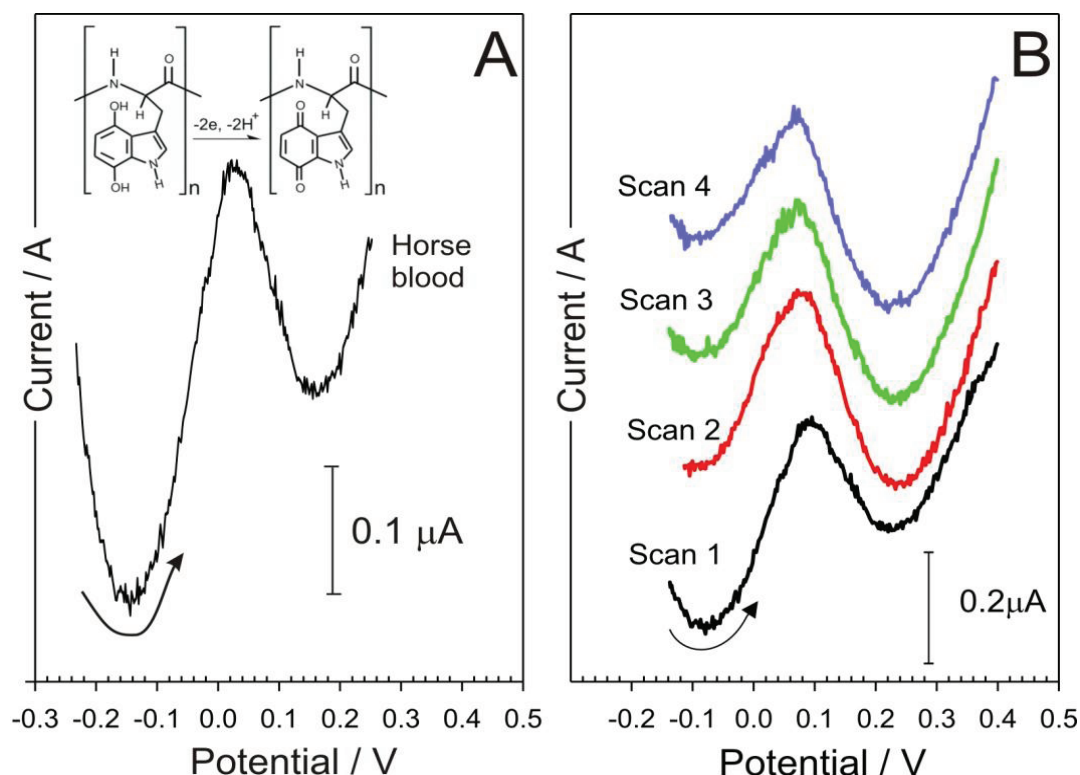 A
H
N
O
H
OH
N
H
OH
n
-2e, -2H⁺
H
N
O
H
O
N
H
O
n
Horse
blood
0.1 μA
Current / A
-0.3 -0.2 -0.1 0.0 0.1 0.2 0.3 0.4 0.5
Potential / V
B
Scan 4
Scan 3
Scan 2
Scan 1
0.2μA
Current / A
-0.2 -0.1 0.0 0.1 0.2 0.3 0.4 0.5
Potential / V